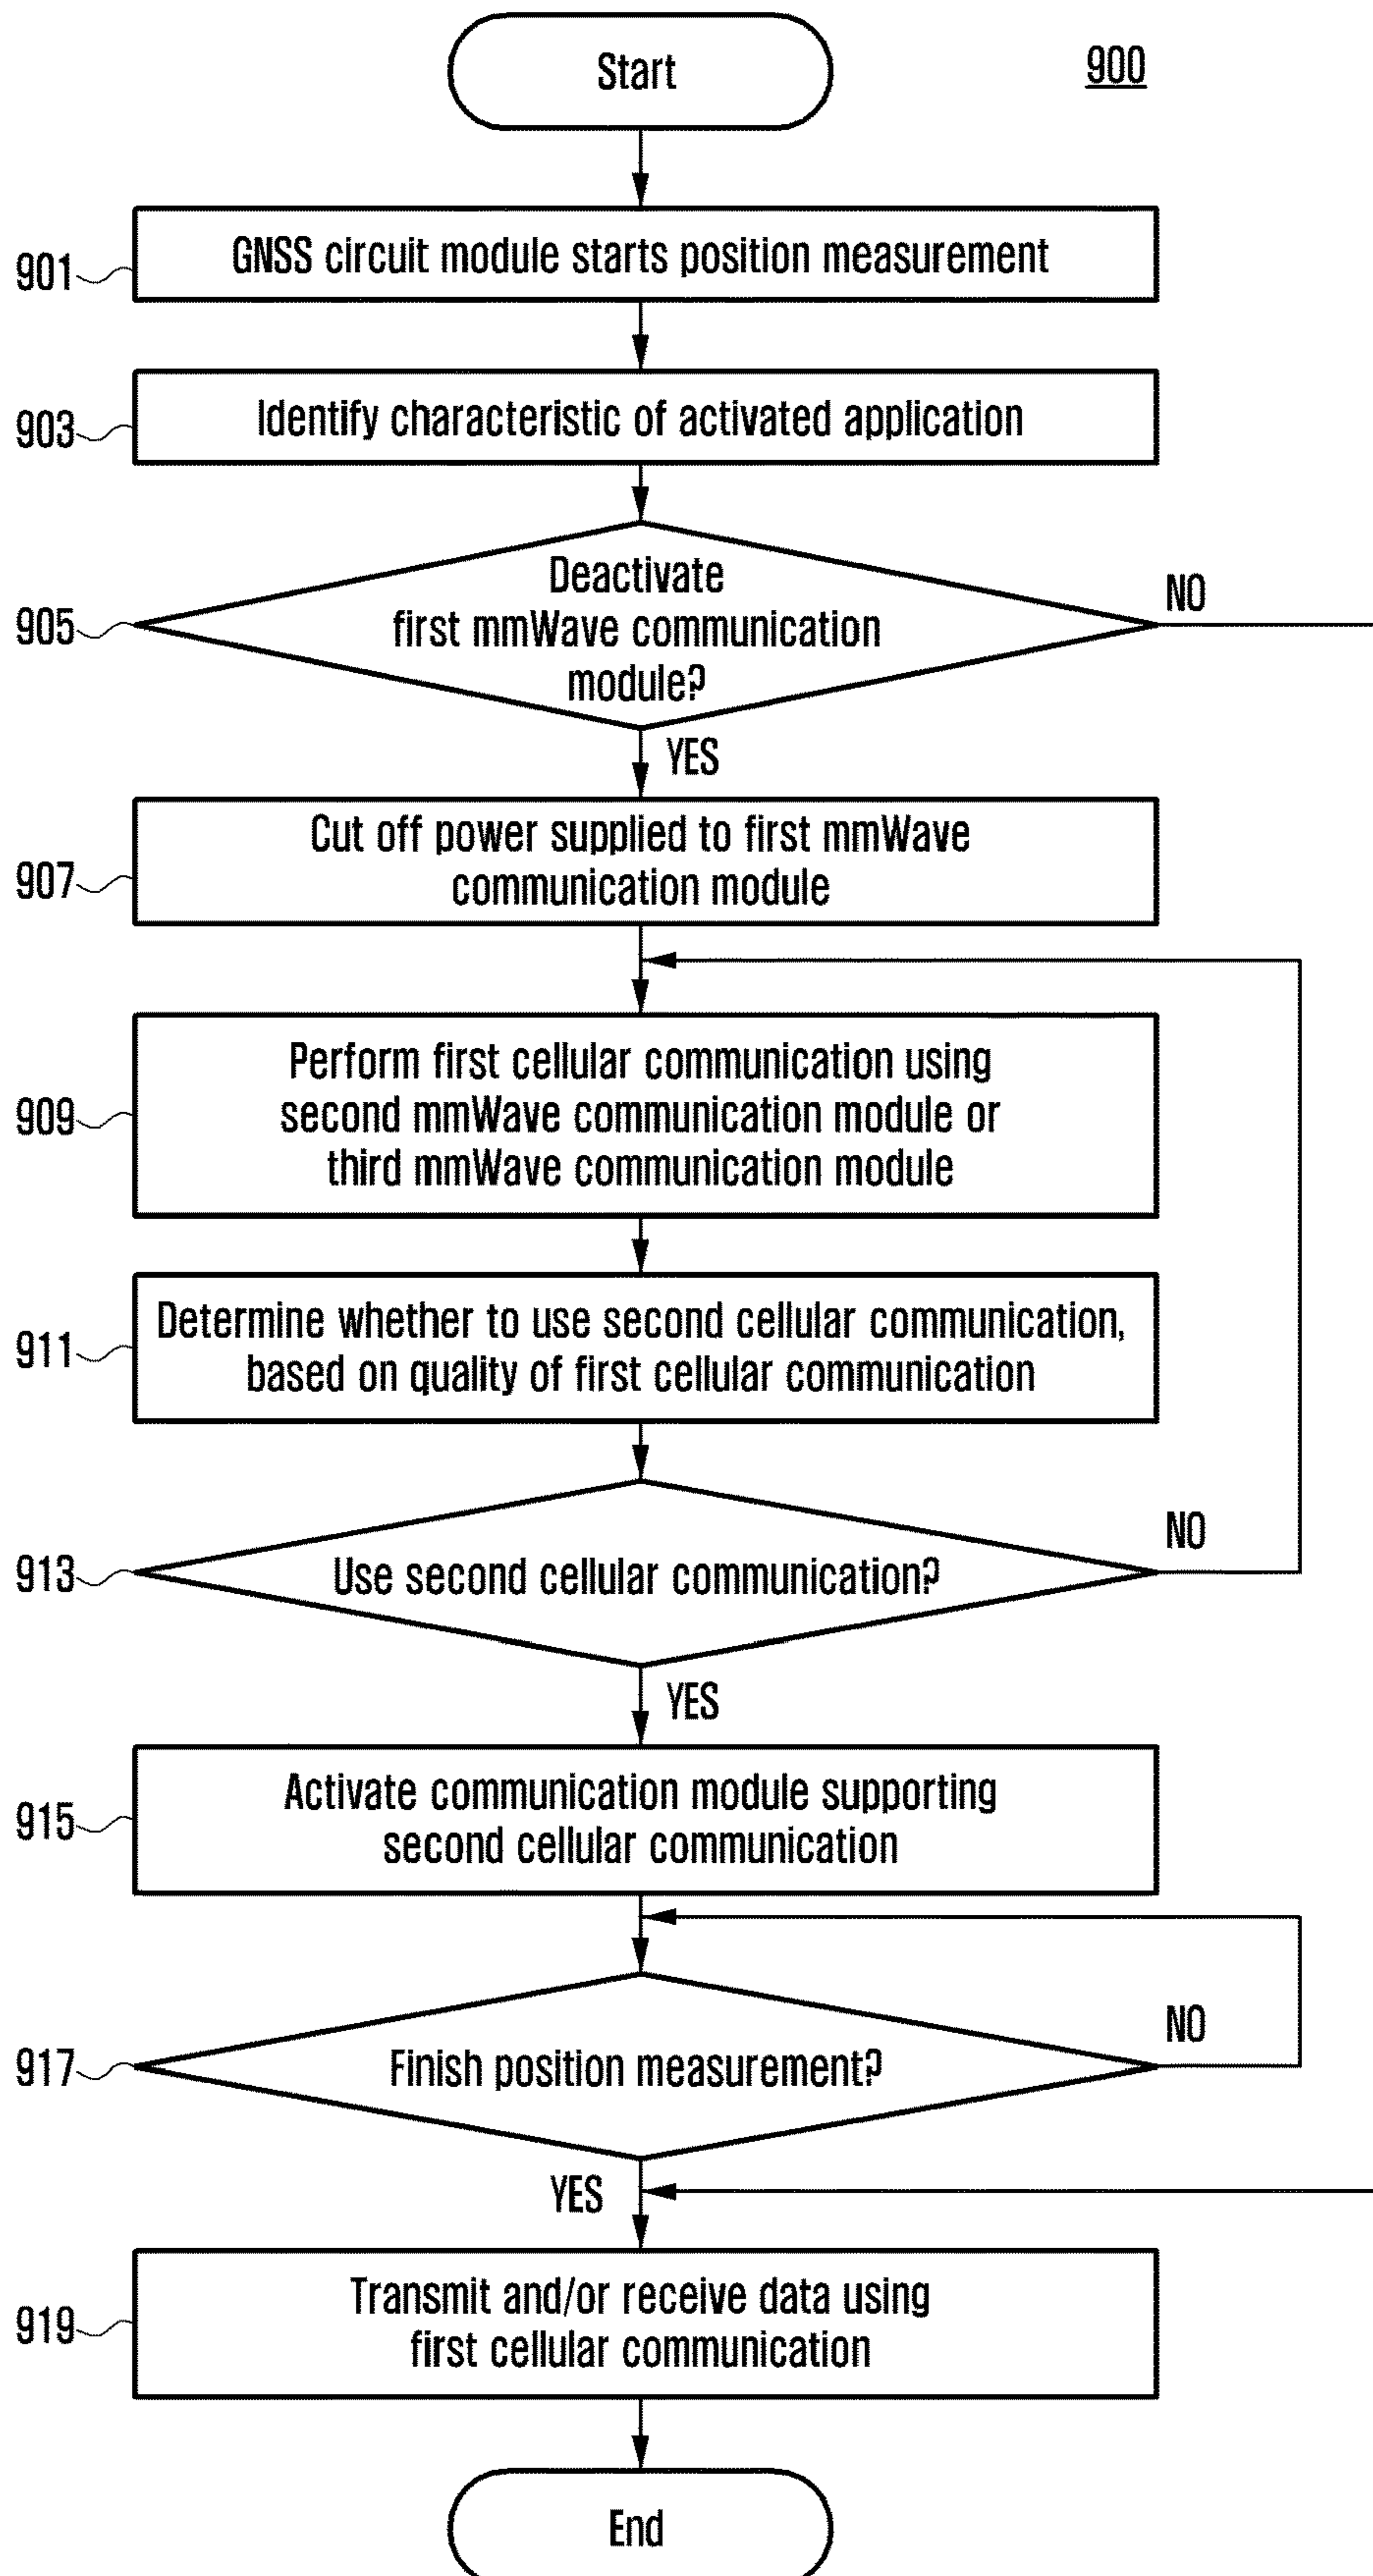 Start
900
901
GNSS circuit module starts position measurement
903
Identify characteristic of activated application
905
Deactivate
first mmWave communication
module?
NO
YES
907
Cut off power supplied to first mmWave
communication module
909
Perform first cellular communication using
second mmWave communication module or
third mmWave communication module
911
Determine whether to use second cellular communication,
based on quality of first cellular communication
913
Use second cellular communication?
NO
YES
915
Activate communication module supporting
second cellular communication
917
Finish position measurement?
NO
YES
919
Transmit and/or receive data using
first cellular communication
End